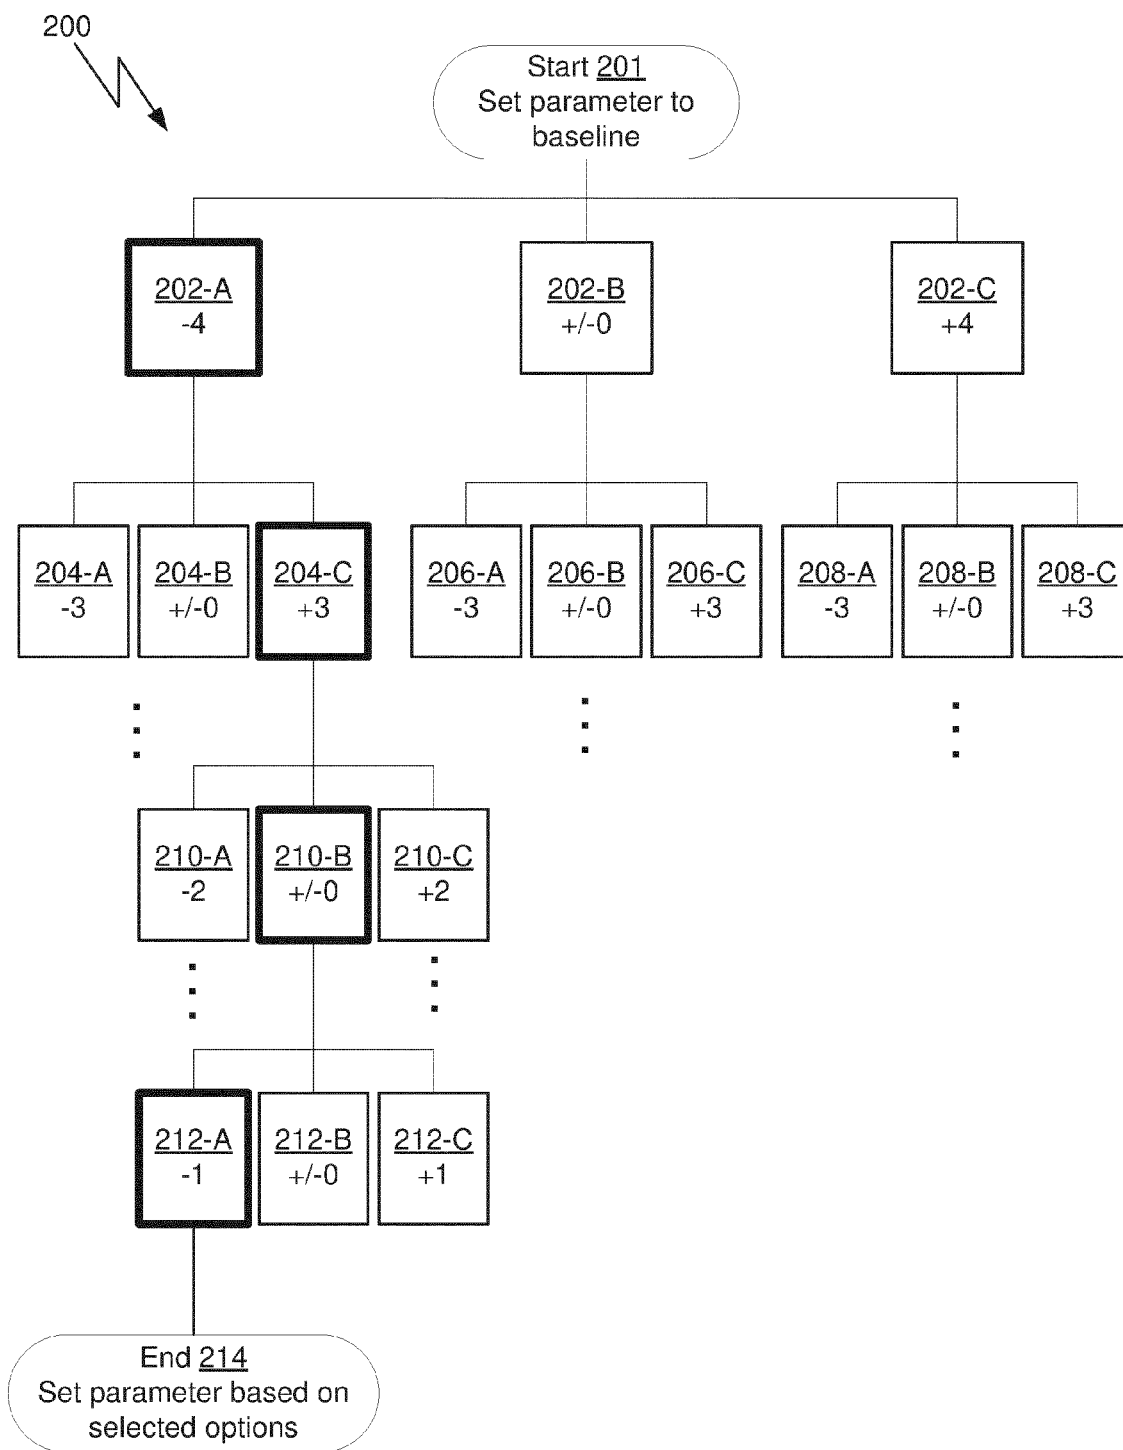 200
Start 201
Set parameter to
baseline
202-A
-4
202-B
+/-0
202-C
+4
204-A
-3
204-B
+/-0
204-C
+3
206-A
-3
206-B
+/-0
206-C
+3
208-A
-3
208-B
+/-0
208-C
+3
210-A
-2
210-B
+/-0
210-C
+2
212-A
-1
212-B
+/-0
212-C
+1
End 214
Set parameter based on
selected options